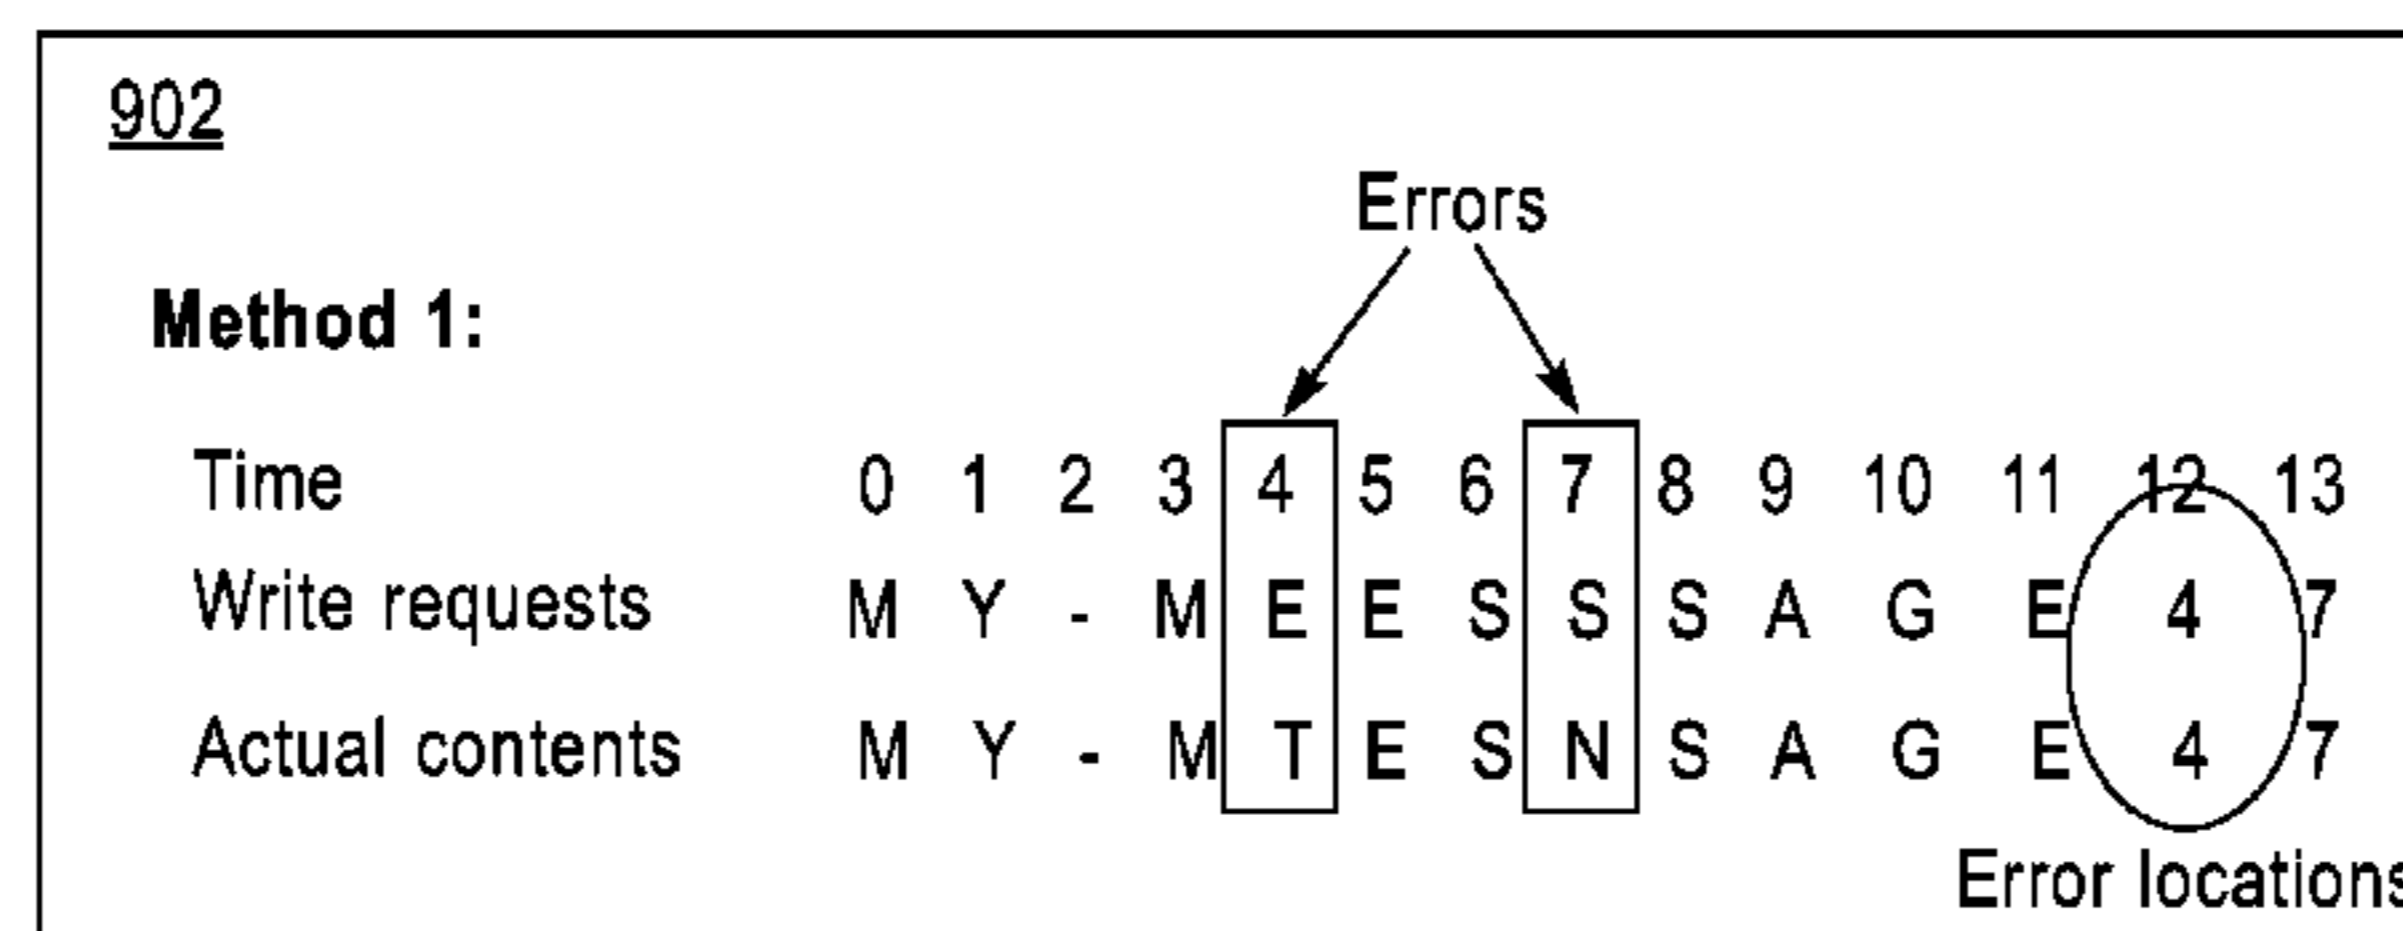 902
Errors
Method 1:
Time 0 1 2 3 4 5 6 7 8 9 10 11 12 13
Write requests M Y - M E E S S S A G E 4 7
Actual contents M Y - M T E S N S A G E 4 7
Error locations